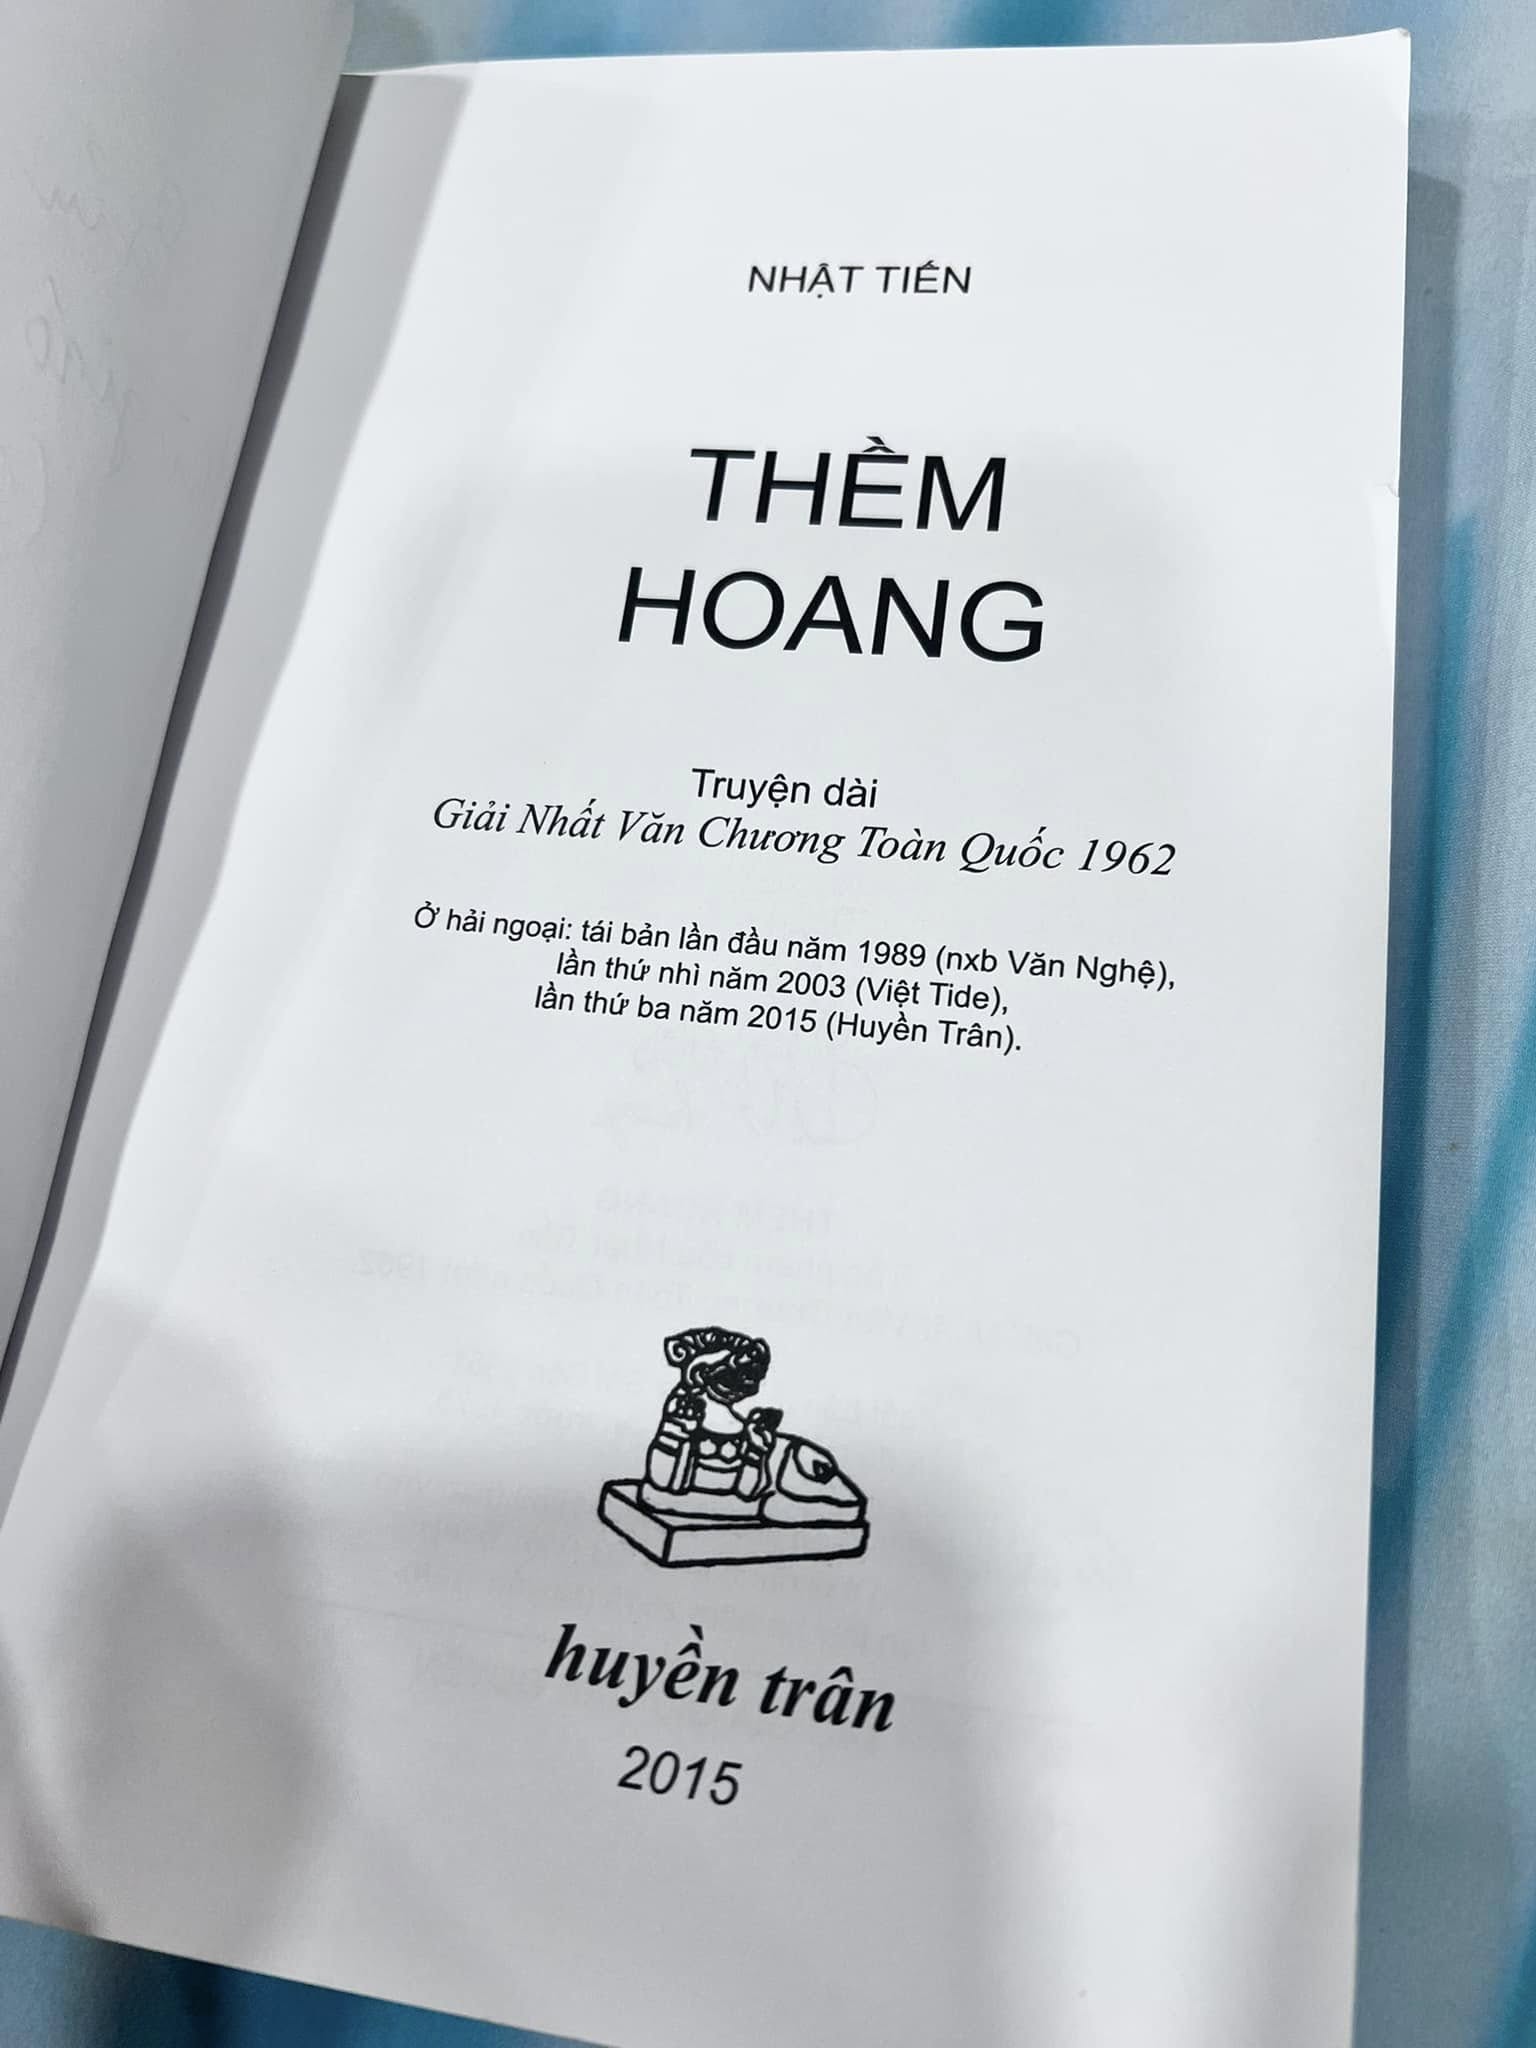 NHẬT TIẾN
THỀM
HOANG
Truyện dài
Giải Nhất Văn Chương Toàn Quốc 1962
Ở hải ngoại: tái bản lần đầu năm 1989 (nxb Văn Nghệ),
lần thứ nhì năm 2003 (Việt Tide),
lần thứ ba năm 2015 (Huyền Trân).
huyền trân
2015